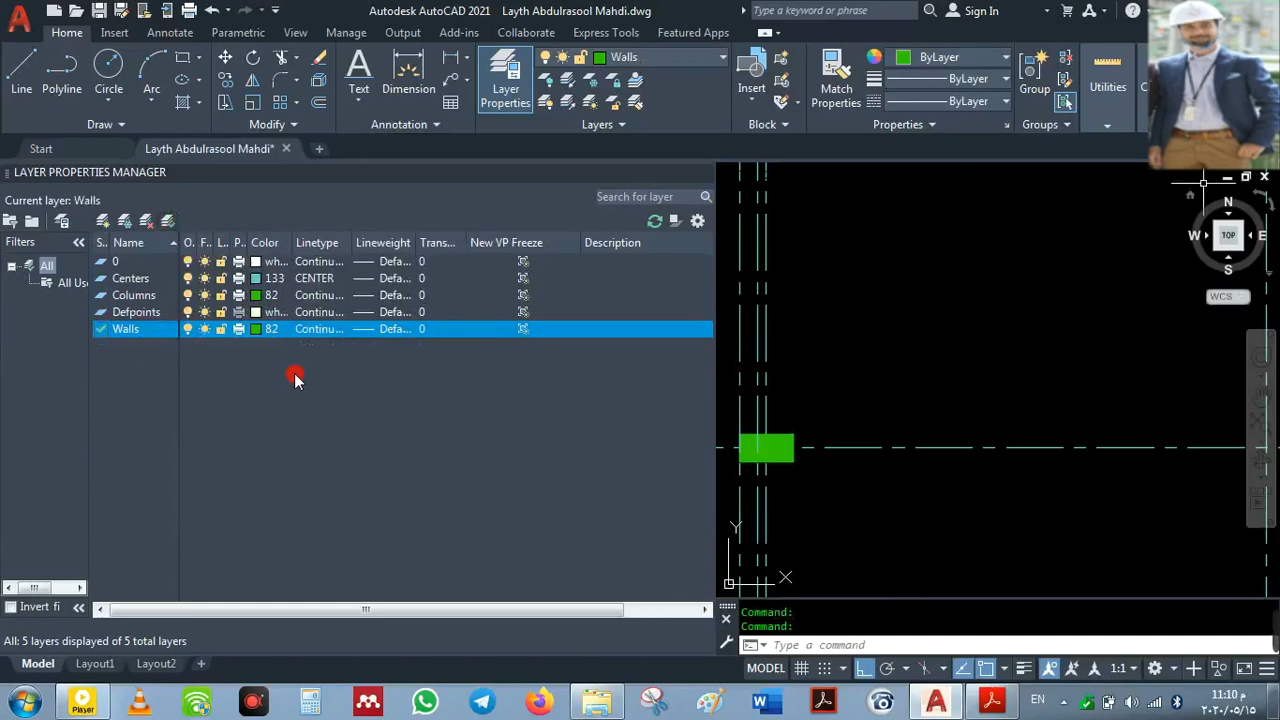 Autodesk AutoCAD 2021 Layth Abdulrasool Mahdi.dwg
Type a keyword or phrase
Sign In
Home Insert Annotate Parametric View Manage Output Add-ins Collaborate Express Tools Featured Apps
Line Polyline Circle Arc
Text Dimension
Layer Properties
Walls
Insert
Match Properties
ByLayer
ByLayer
ByLayer
Group
Utilities
Draw Modify Annotation Layers Block Properties Groups
Start Layth Abdulrasool Mahdi*
LAYER PROPERTIES MANAGER
Current layer: Walls
Search for layer
Filters
All
All Use
S.. Name O. F.. L.. P.. Color Linetype Lineweight Trans... New VP Freeze Description
0 wh... Continu... Defa... 0
Centers 133 CENTER Defa... 0
Columns 82 Continu... Defa... 0
Defpoints wh... Continu... Defa... 0
Walls 82 Continu... Defa... 0
Invert fi
All: 5 layers displayed of 5 total layers
N
W TOP E
S
WCS
Y
X
Command:
Command:
Type a command
Model Layout1 Layout2
MODEL
1:1
Player
EN
11:10 م
٢٠٢٠/٠٥/١٥